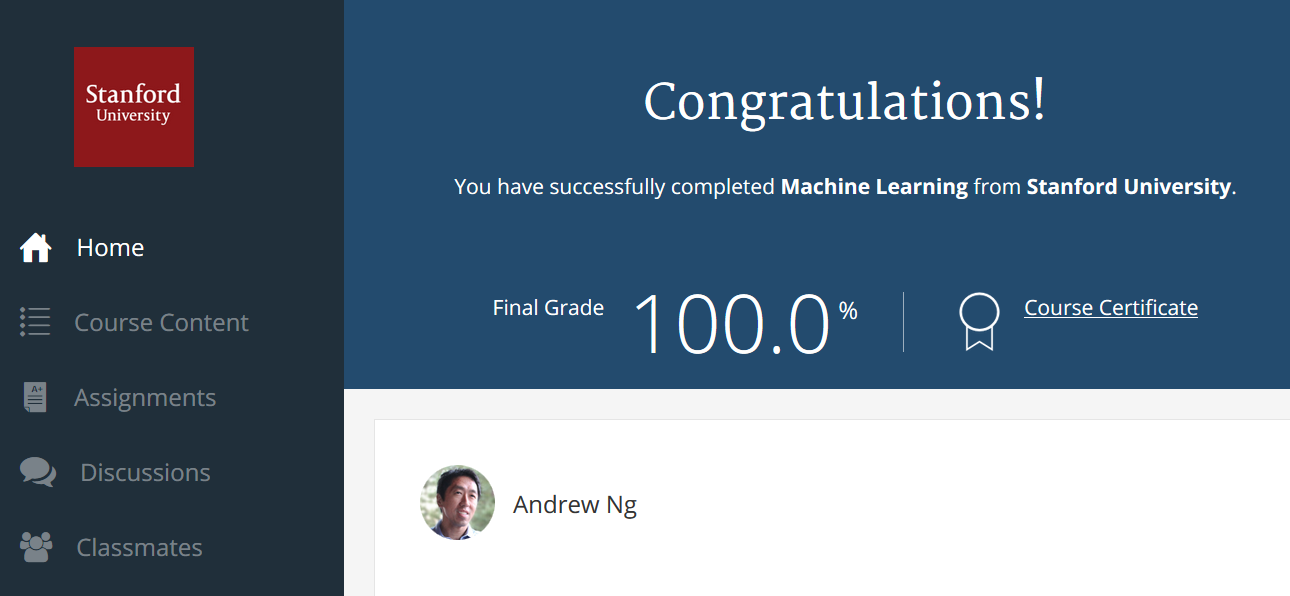 Stanford
University
Home
Course Content
Assignments
Discussions
Classmates
Congratulations!
You have successfully completed Machine Learning from Stanford University.
Final Grade 100.0 % Course Certificate
Andrew Ng
A+